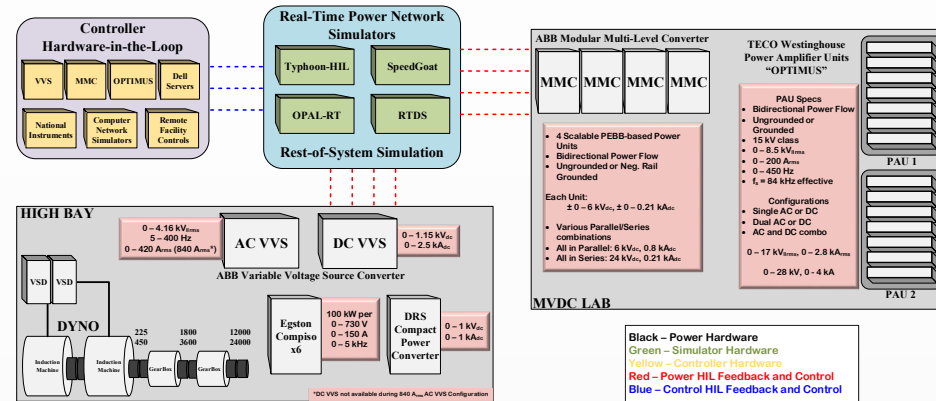 Controller
Hardware-in-the-Loop
VVS
MMC
OPTIMUS
Dell
Servers
National
Instruments
Computer
Network
Simulators
Remote
Facility
Controls
Real-Time Power Network
Simulators
Typhoon-HIL
SpeedGoat
OPAL-RT
RTDS
Rest-of-System Simulation
ABB Modular Multi-Level Converter
MMC MMC MMC MMC
• 4 Scalable PEBB-based Power
Units
• Bidirectional Power Flow
• Ungrounded or Neg. Rail
Grounded
Each Unit:
± 0 – 6 kVdc, ± 0 – 0.21 kAdc
• Various Parallel/Series
combinations
• All in Parallel: 6 kVdc, 0.8 kAdc
• All in Series: 24 kVdc, 0.21 kAdc
TECO Westinghouse
Power Amplifier Units
“OPTIMUS”
PAU Specs
• Bidirectional Power Flow
• Ungrounded or
Grounded
• 15 kV class
• 0 – 8.5 kVllrms
• 0 – 200 Arms
• 0 – 450 Hz
• fs = 84 kHz effective
Configurations
• Single AC or DC
• Dual AC or DC
• AC and DC combo
0 – 17 kVllrms, 0 – 2.8 kArms
0 – 28 kV, 0 - 4 kA
PAU 1
PAU 2
MVDC LAB
HIGH BAY
0 – 4.16 kVllrms
5 – 400 Hz
0 – 420 Arms (840 Arms*)
AC VVS
DC VVS
0 – 1.15 kVdc
0 – 2.5 kAdc
ABB Variable Voltage Source Converter
VSD VSD
DYNO
Induction
Machine
Induction
Machine
225
450
GearBox
1800
3600
GearBox
12000
24000
Egston
Compiso
x6
100 kW per
0 – 730 V
0 – 150 A
0 – 5 kHz
DRS
Compact
Power
Converter
0 – 1 kVdc
0 – 1 kAdc
*DC VVS not available during 840 Arms AC VVS Configuration
Black – Power Hardware
Green – Simulator Hardware
Yellow – Controller Hardware
Red – Power HIL Feedback and Control
Blue – Control HIL Feedback and Control